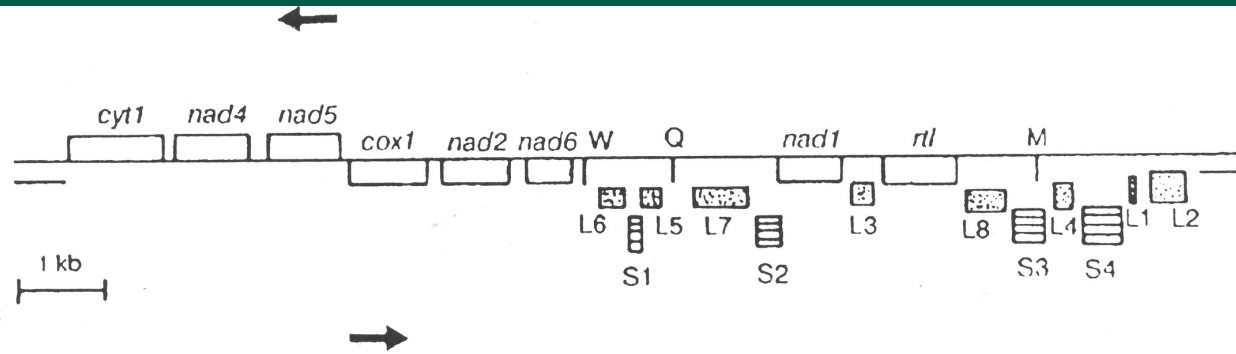 cyt1 nad4 nad5
cox1 nad2 nad6 W Q nad1 rtl M
L6 L5 L7 L3 L8 L4 L1 L2
S1 S2 S3 S4
1 kb